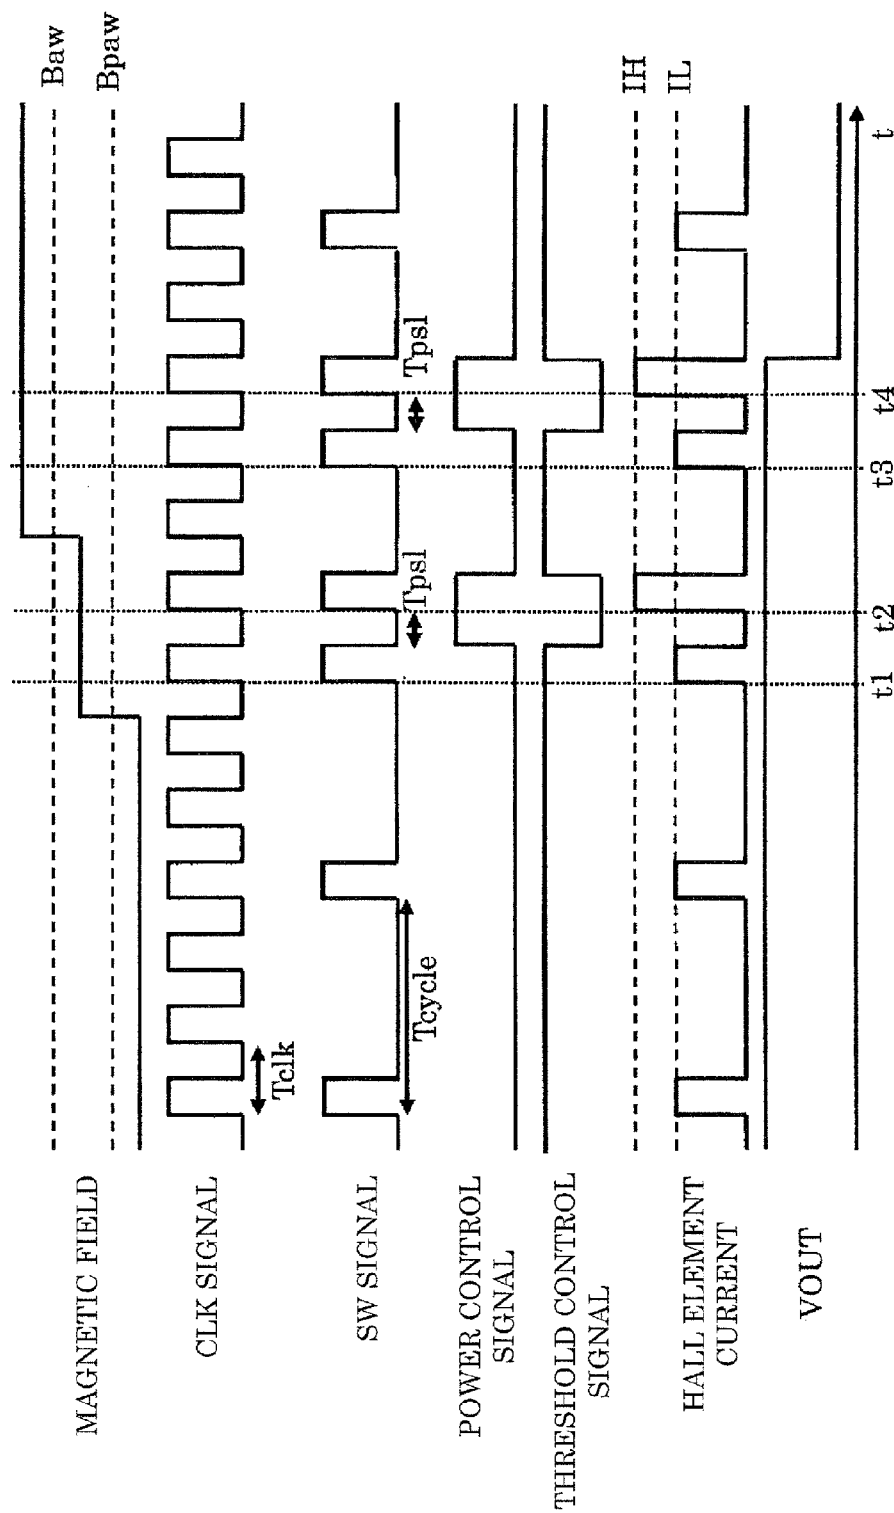 Baw
Bpaw
MAGNETIC FIELD
CLK SIGNAL
Tclk
SW SIGNAL
Tcycle
Tpsl
Tpsl
POWER CONTROL
SIGNAL
THRESHOLD CONTROL
SIGNAL
IH
IL
HALL ELEMENT
CURRENT
VOUT
t1
t2
t3
t4
t